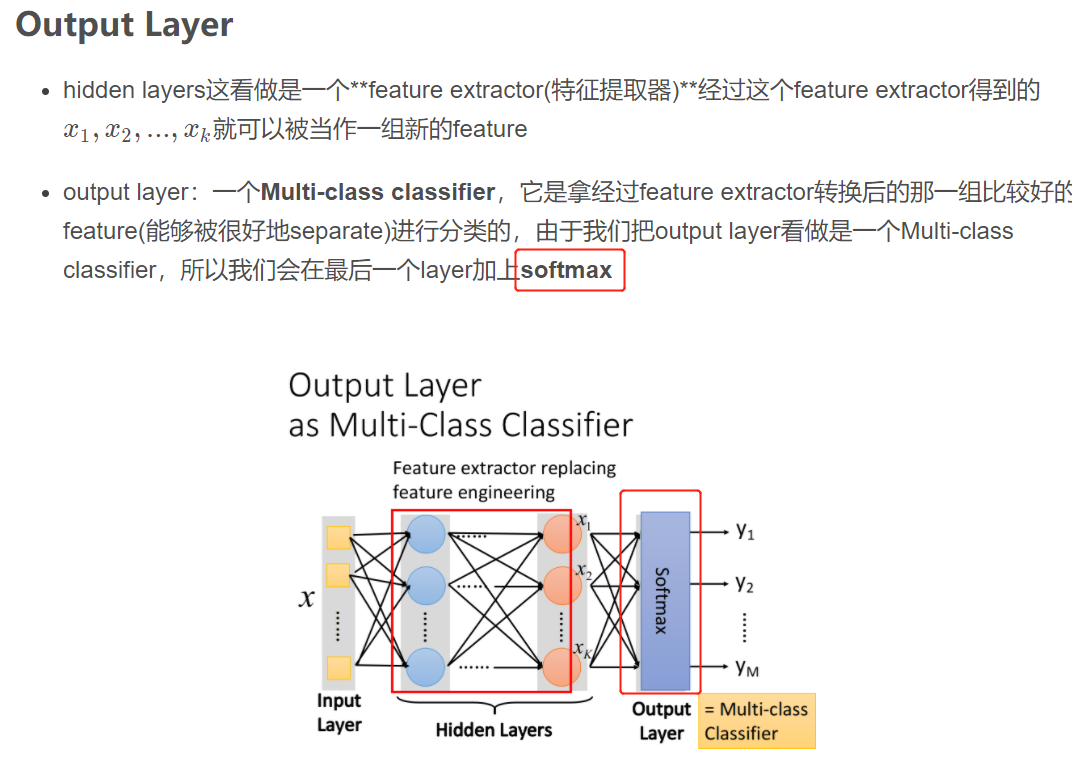 Output Layer
hidden layers这看做是一个**feature extractor(特征提取器)**经过这个feature extractor得到的
x₁, x₂, ..., xₖ就可以被当作一组新的feature
output layer：一个Multi-class classifier，它是拿经过feature extractor转换后的那一组比较好的
feature(能够被很好地separate)进行分类的，由于我们把output layer看做是一个Multi-class
classifier，所以我们会在最后一个layer加上softmax
Output Layer
as Multi-Class Classifier
Feature extractor replacing
feature engineering
x₁
y₁
x₂
y₂
x
Softmax
x_K
y_M
Input
Layer
Hidden Layers
Output
Layer
= Multi-class
Classifier